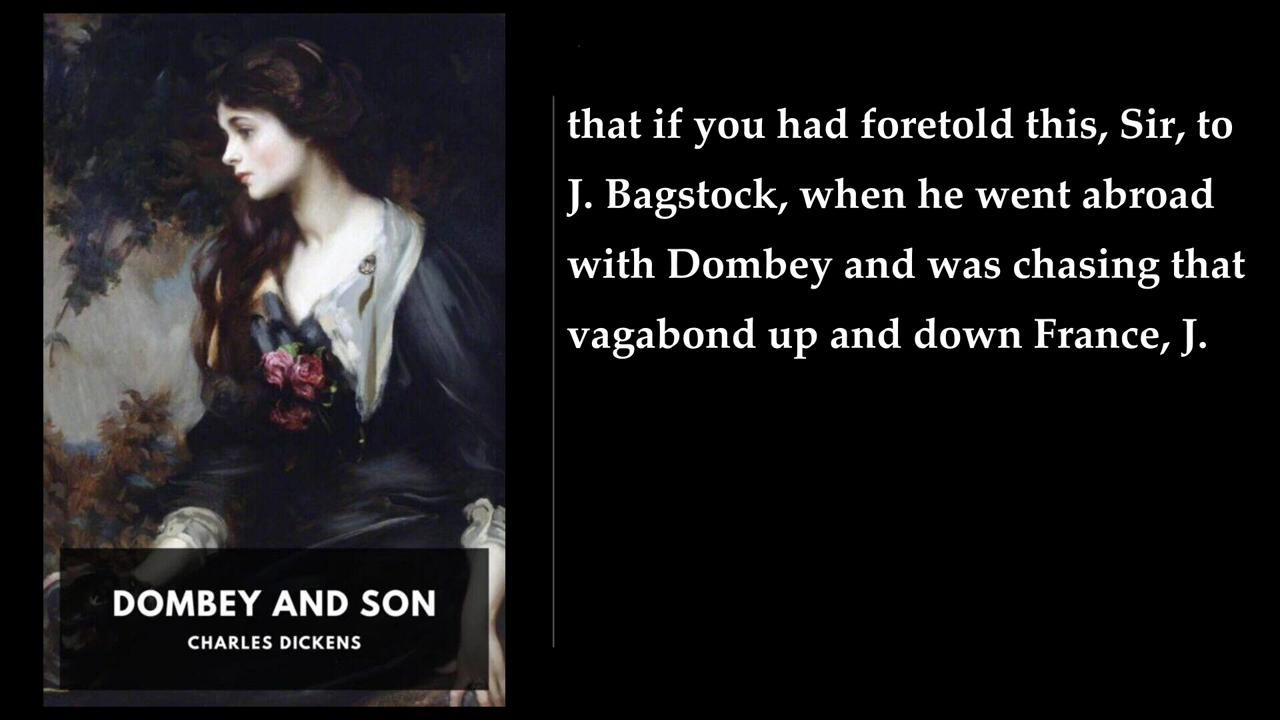 that if you had foretold this, Sir, to
J. Bagstock, when he went abroad
with Dombey and was chasing that
vagabond up and down France, J.
DOMBEY AND SON
CHARLES DICKENS